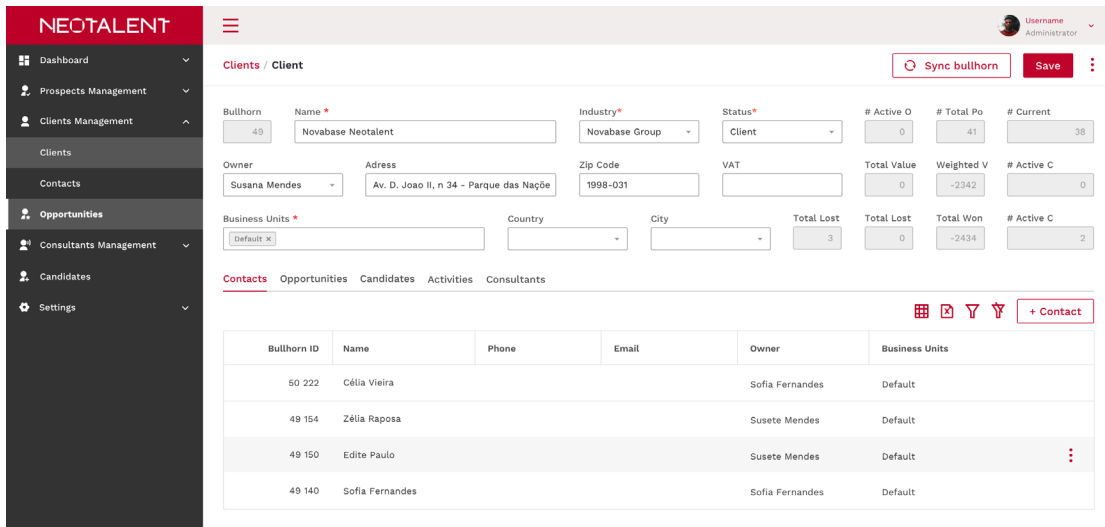 NEOTALENT
Username
Administrator
Dashboard
Prospects Management
Clients Management
Clients
Contacts
Opportunities
Consultants Management
Candidates
Settings
Clients / Client
Sync bullhorn
Save
Bullhorn Name * Industry* Status* # Active O # Total Po # Current
49 Novabase Neotalent Novabase Group Client 0 41 38
Owner Adress Zip Code VAT Total Value Weighted V # Active C
Susana Mendes Av. D. Joao II, n 34 - Parque das Naçõe 1998-031 0 -2342 0
Business Units * Country City Total Lost Total Lost Total Won # Active C
Default × 3 0 -2434 2
Contacts Opportunities Candidates Activities Consultants
+ Contact
Bullhorn ID Name Phone Email Owner Business Units
50 222 Célia Vieira Sofia Fernandes Default
49 154 Zélia Raposa Susete Mendes Default
49 150 Edite Paulo Susete Mendes Default
49 140 Sofia Fernandes Sofia Fernandes Default